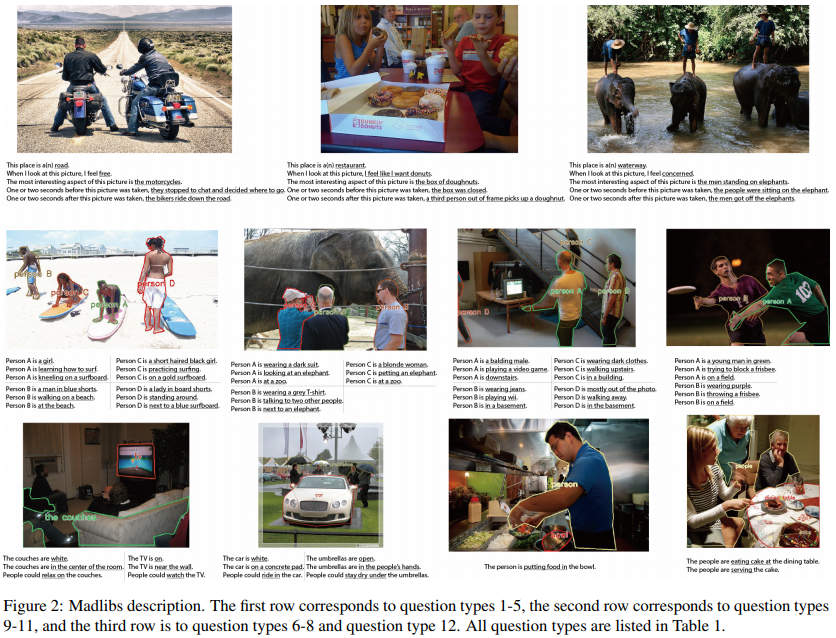 DUNKIN'
DONUTS
This place is a(n) road.
When I look at this picture, I feel free.
The most interesting aspect of this picture is the motorcycles.
One or two seconds before this picture was taken, they stopped to chat and decided where to go.
One or two seconds after this picture was taken, the bikers ride down the road.
This place is a(n) restaurant.
When I look at this picture, I feel like I want donuts.
The most interesting aspect of this picture is the box of doughnuts.
One or two seconds before this picture was taken, the box was closed.
One or two seconds after this picture was taken, a third person out of frame picks up a doughnut.
This place is a(n) waterway.
When I look at this picture, I feel concerned.
The most interesting aspect of this picture is the men standing on elephants.
One or two seconds before this picture was taken, the people were sitting on the elephant.
One or two seconds after this picture was taken, the men got off the elephants.
person B
person C
person A
person D
person A
person B
person D
person A
person B
person B
person A
Person A is a girl.
Person A is learning how to surf.
Person A is kneeling on a surfboard.
Person B is a man in blue shorts.
Person B is walking on a beach.
Person B is at the beach.
Person C is a short haired black girl.
Person C is practicing surfing.
Person C is on a gold surfboard.
Person D is a lady in board shorts.
Person D is standing around.
Person D is next to a blue surfboard.
Person A is wearing a dark suit.
Person A is looking at an elephant.
Person A is at a zoo.
Person B is wearing a grey T-shirt.
Person B is talking to two other people.
Person B is next to an elephant.
Person C is a blonde woman.
Person C is petting an elephant.
Person C is at a zoo.
Person A is a balding male.
Person A is playing a video game.
Person A is downstairs.
Person B is wearing jeans.
Person B is playing wii.
Person B is in a basement.
Person C is wearing dark clothes.
Person C is walking upstairs.
Person C is in a building.
Person D is mostly out of the photo.
Person D is walking away.
Person D is in the basement.
Person A is a young man in green.
Person A is trying to block a frisbee.
Person A is on a field.
Person B is wearing purple.
Person B is throwing a frisbee.
Person B is on a field.
the couches
car
person
bowl
people
The couches are white.
The couches are in the center of the room.
People could relax on the couches.
The TV is on.
The TV is near the wall.
People could watch the TV.
The car is white.
The car is on a concrete pad.
People could ride in the car.
The umbrellas are open.
The umbrellas are in the people's hands.
People could stay dry under the umbrellas.
The person is putting food in the bowl.
The people are eating cake at the dining table.
The people are serving the cake.
Figure 2: Madlibs description. The first row corresponds to question types 1-5, the second row corresponds to question types
9-11, and the third row is to question types 6-8 and question type 12. All question types are listed in Table 1.